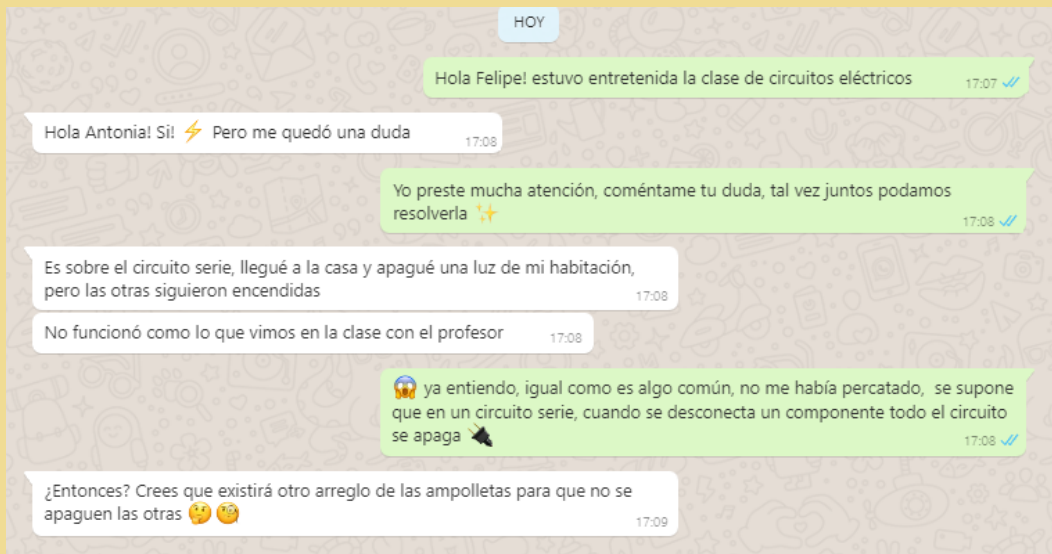 HOY
Hola Felipe! estuvo entretenida la clase de circuitos eléctricos 17:07
Hola Antonia! Si! ⚡ Pero me quedó una duda 17:08
Yo preste mucha atención, coméntame tu duda, tal vez juntos podamos
resolverla ✨ 17:08
Es sobre el circuito serie, llegué a la casa y apagué una luz de mi habitación,
pero las otras siguieron encendidas 17:08
No funcionó como lo que vimos en la clase con el profesor 17:08
😱 ya entiendo, igual como es algo común, no me había percatado, se supone
que en un circuito serie, cuando se desconecta un componente todo el circuito
se apaga 🔌 17:08
¿Entonces? Crees que existirá otro arreglo de las ampolletas para que no se
apaguen las otras 🤔🧐 17:09